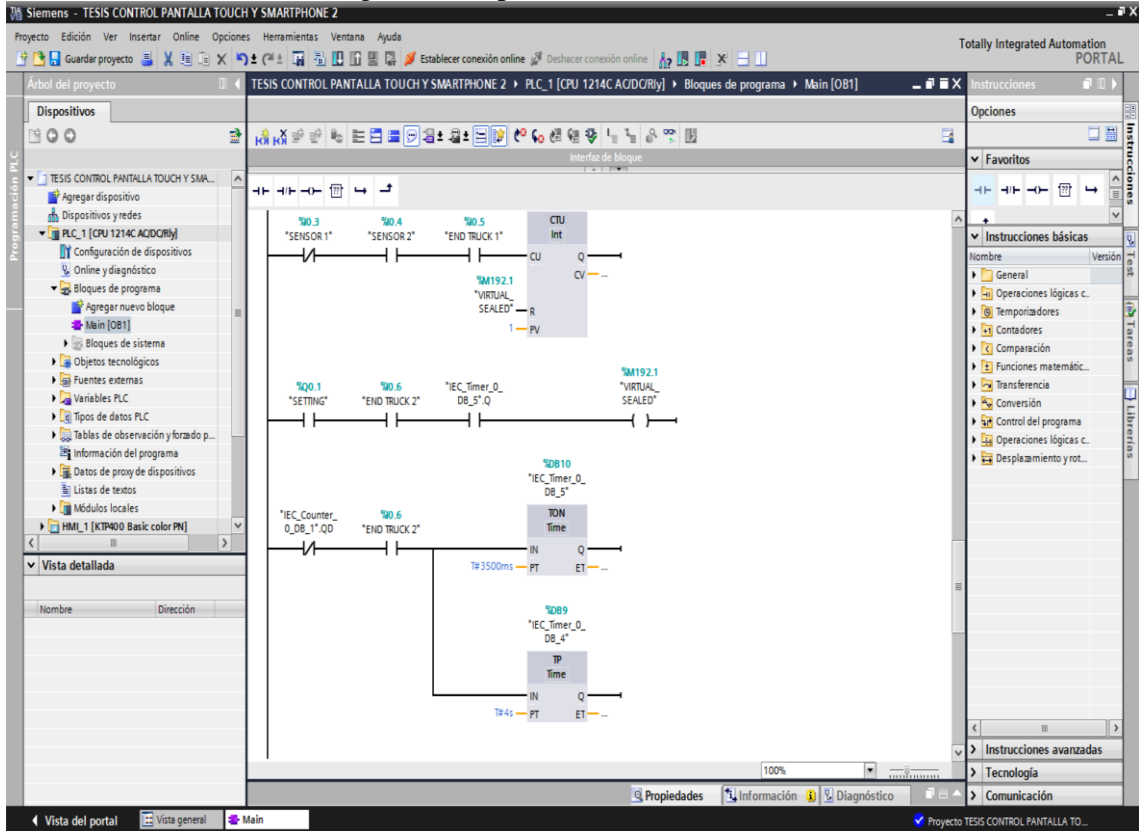 Siemens - TESIS CONTROL PANTALLA TOUCH Y SMARTPHONE 2
Proyecto Edición Ver Insertar Online Opciones Herramientas Ventana Ayuda
Totally Integrated Automation
PORTAL
Guardar proyecto
Establecer conexión online
Deshacer conexión online
Árbol del proyecto
Dispositivos
Programación PLC
TESIS CONTROL PANTALLA TOUCH Y SMA...
Agregar dispositivo
Dispositivos y redes
PLC_1 [CPU 1214C AC/DC/Rly]
Configuración de dispositivos
Online y diagnóstico
Bloques de programa
Agregar nuevo bloque
Main [OB1]
Bloques de sistema
Objetos tecnológicos
Fuentes externas
Variables PLC
Tipos de datos PLC
Tablas de observación y forzado p...
Información del programa
Datos de proxy de dispositivos
Listas de textos
Módulos locales
HMI_1 [KTP400 Basic color PN]
Vista detallada
Nombre Dirección
TESIS CONTROL PANTALLA TOUCH Y SMARTPHONE 2 ▸ PLC_1 [CPU 1214C AC/DC/Rly] ▸ Bloques de programa ▸ Main [OB1]
Interfaz de bloque
%I0.3 %I0.4 %I0.5 CTU
"SENSOR 1" "SENSOR 2" "END TRUCK 1" Int
CU Q
CV ...
%M192.1
"VIRTUAL_
SEALED" R
1 PV
%M192.1
%Q0.1 %I0.6 "IEC_Timer_0_ "VIRTUAL_
"SETTING" "END TRUCK 2" DB_5".Q SEALED"
%DB10
"IEC_Timer_0_
DB_5"
"IEC_Counter_ %I0.6 TON
0_DB_1".QD "END TRUCK 2" Time
IN Q
T#3500ms PT ET ...
%DB9
"IEC_Timer_0_
DB_4"
TP
Time
IN Q
T#4s PT ET ...
100%
Propiedades Información Diagnóstico
Instrucciones
Opciones
Favoritos
Instrucciones básicas
Nombre Versión
General
Operaciones lógicas c..
Temporizadores
Contadores
Comparación
Funciones matemátic...
Transferencia
Conversión
Control del programa
Operaciones lógicas c..
Desplazamiento y rot...
Instrucciones avanzadas
Tecnología
Comunicación
Instrucciones
Test
Tareas
Librerías
Vista del portal Vista general Main
Proyecto TESIS CONTROL PANTALLA TO...